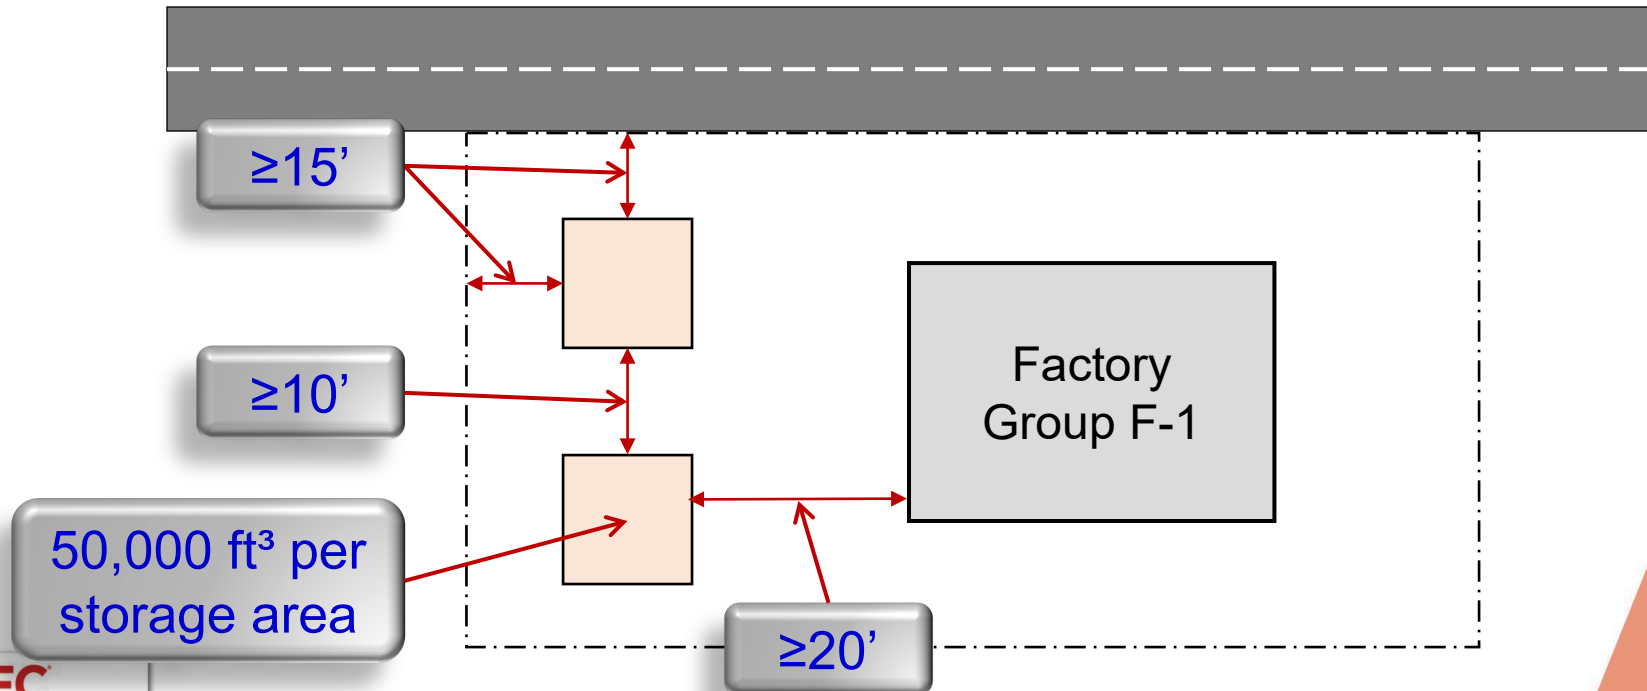 ≥15’
≥10’
Factory
Group F-1
50,000 ft³ per
storage area
≥20’